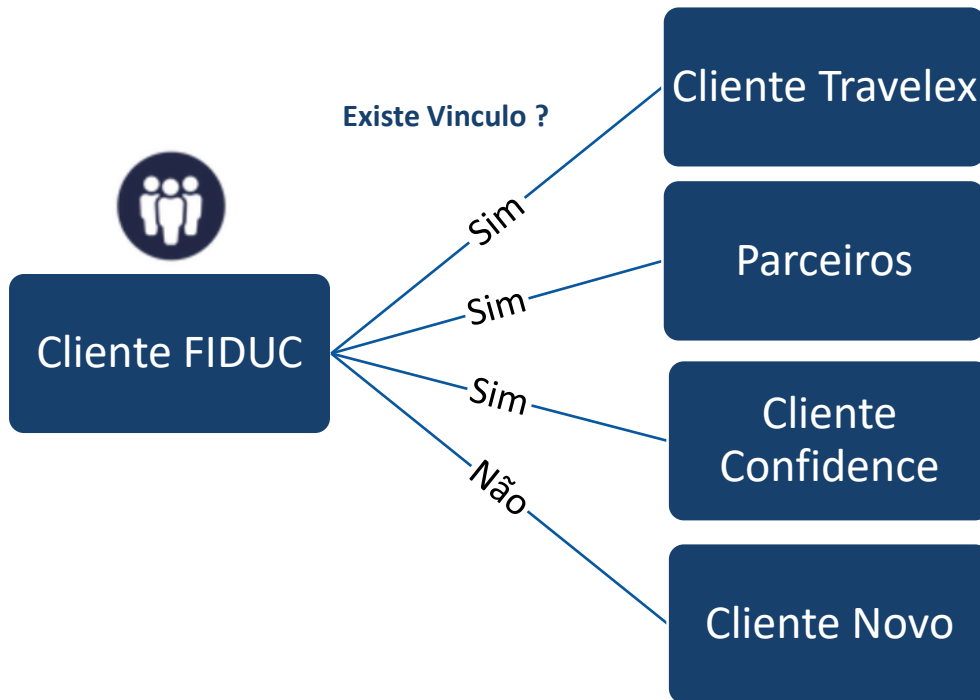 Existe Vinculo ?
Cliente FIDUC
Sim
Cliente Travelex
Sim
Parceiros
Sim
Cliente
Confidence
Não
Cliente Novo